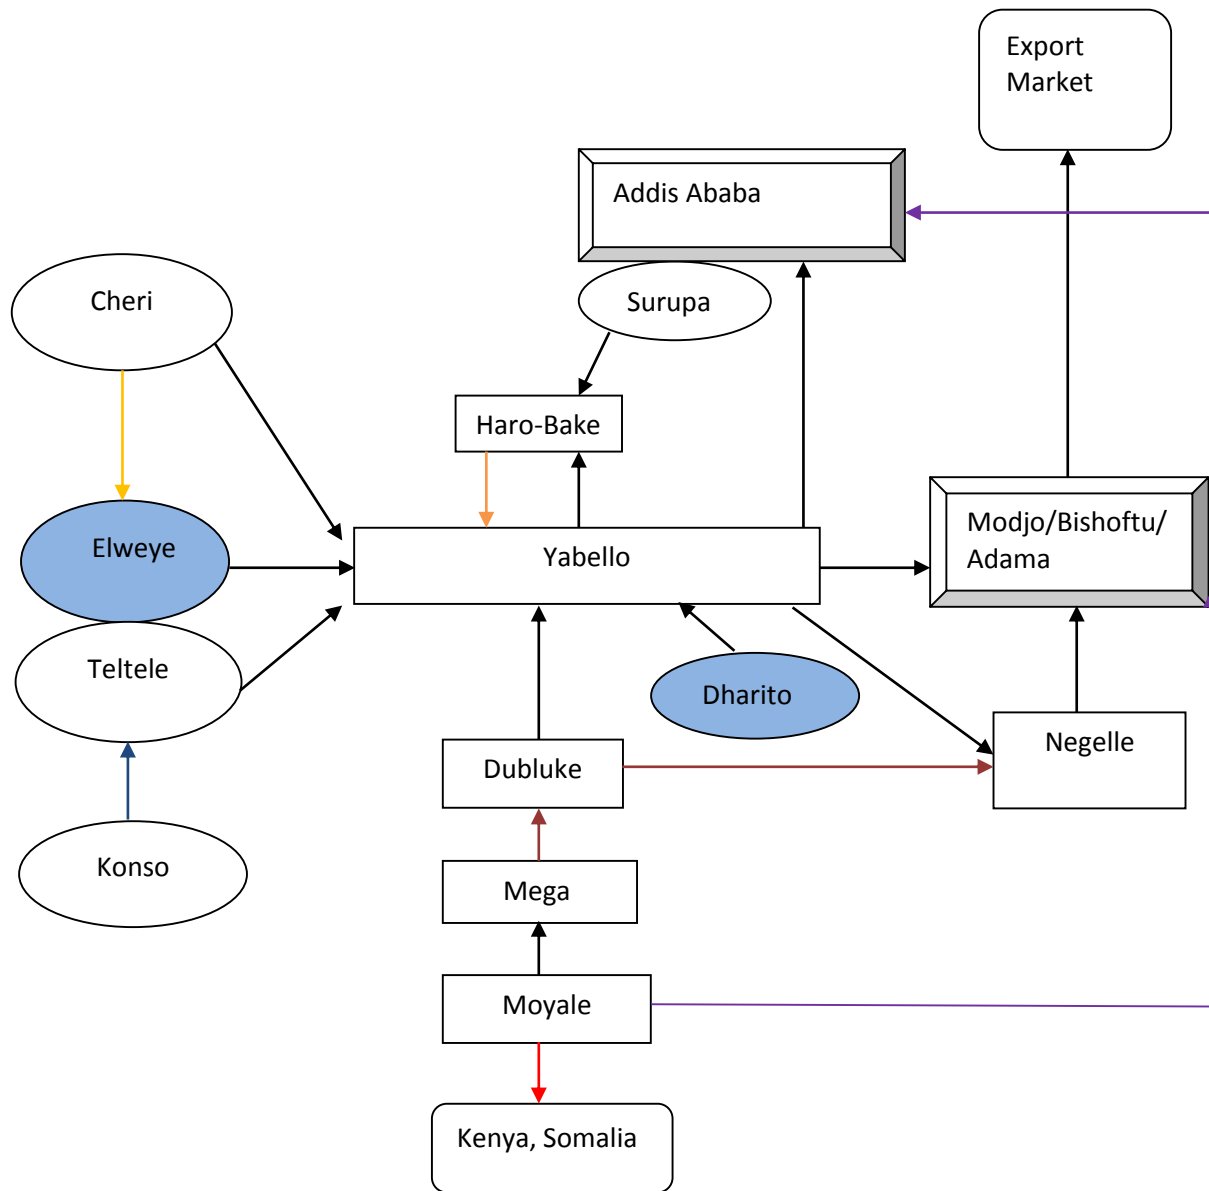 Export
Market
Addis Ababa
Cheri
Surupa
Haro-Bake
Modjo/Bishoftu/
Adama
Elweye
Yabello
Teltele
Dharito
Negelle
Dubluke
Konso
Mega
Moyale
Kenya, Somalia